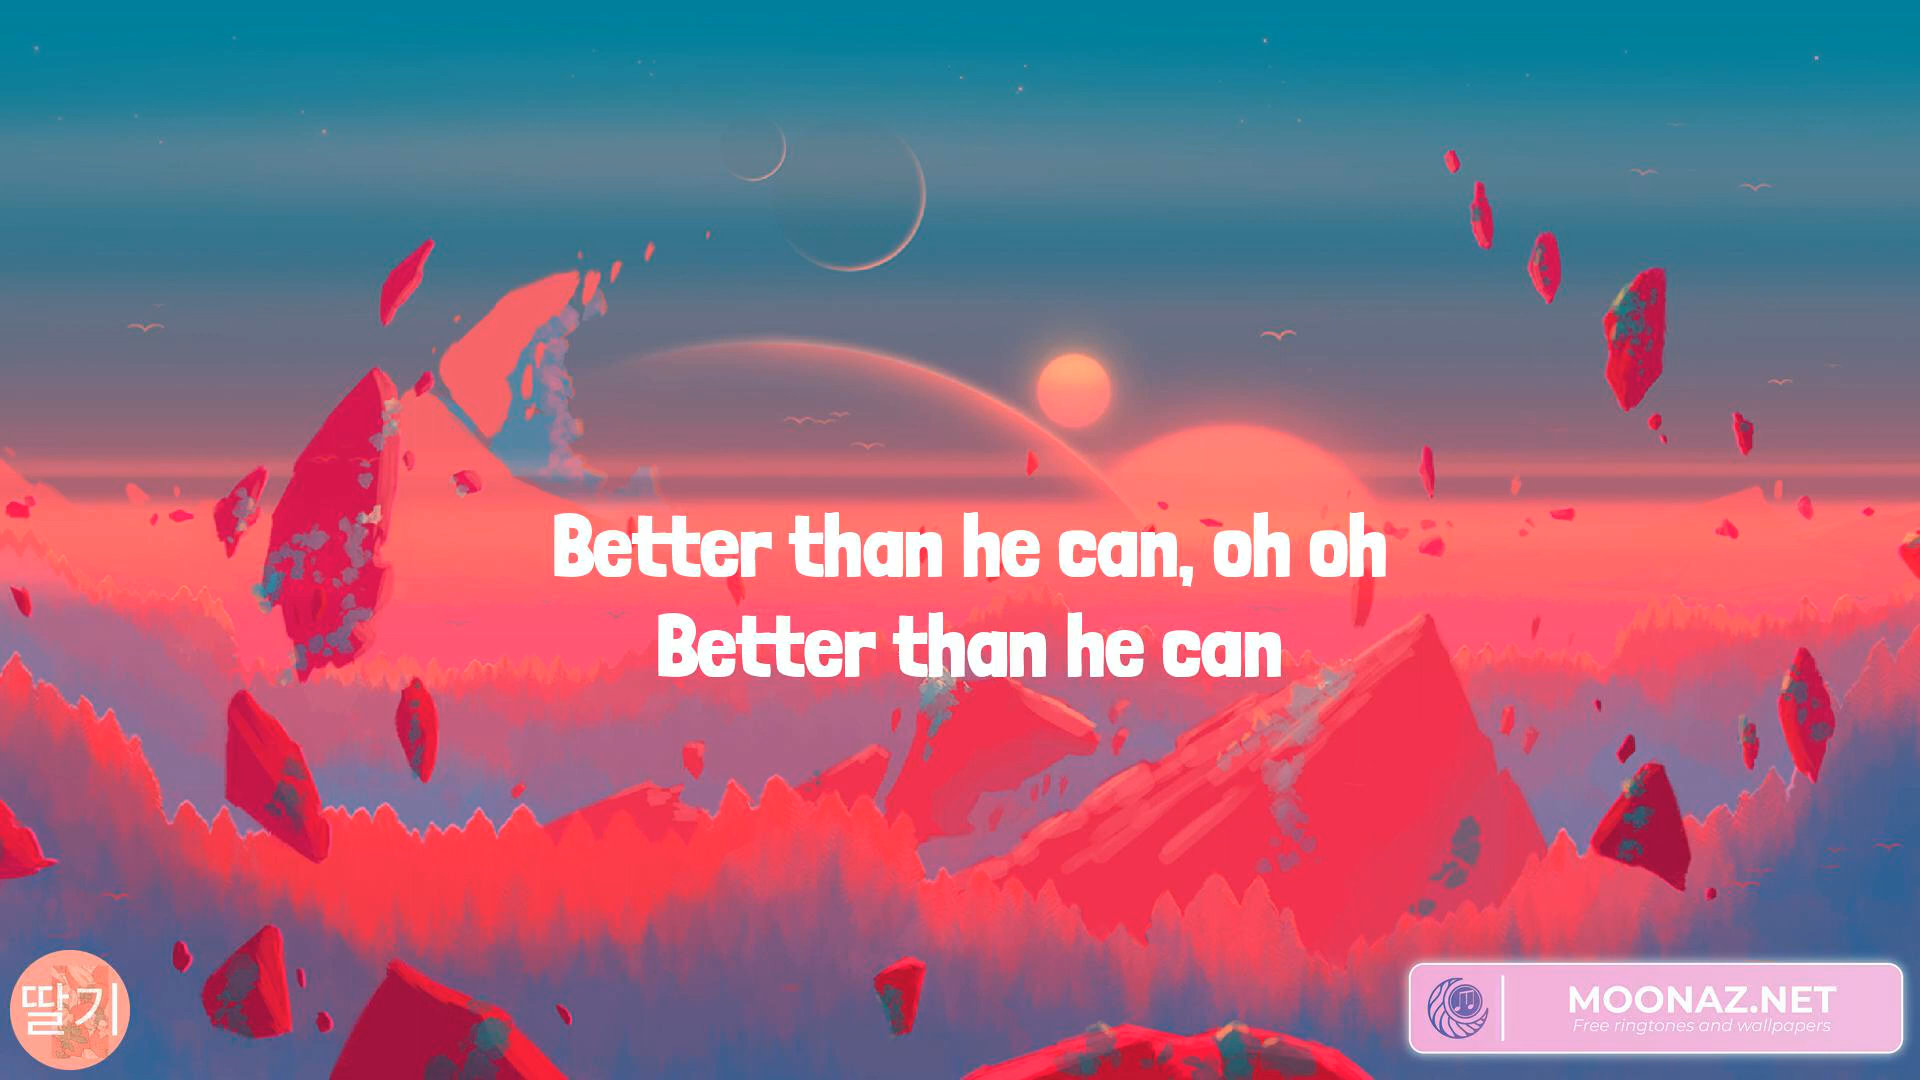 Better than he can, oh oh
Better than he can
딸기
MOONAZ.NET
Free ringtones and wallpapers